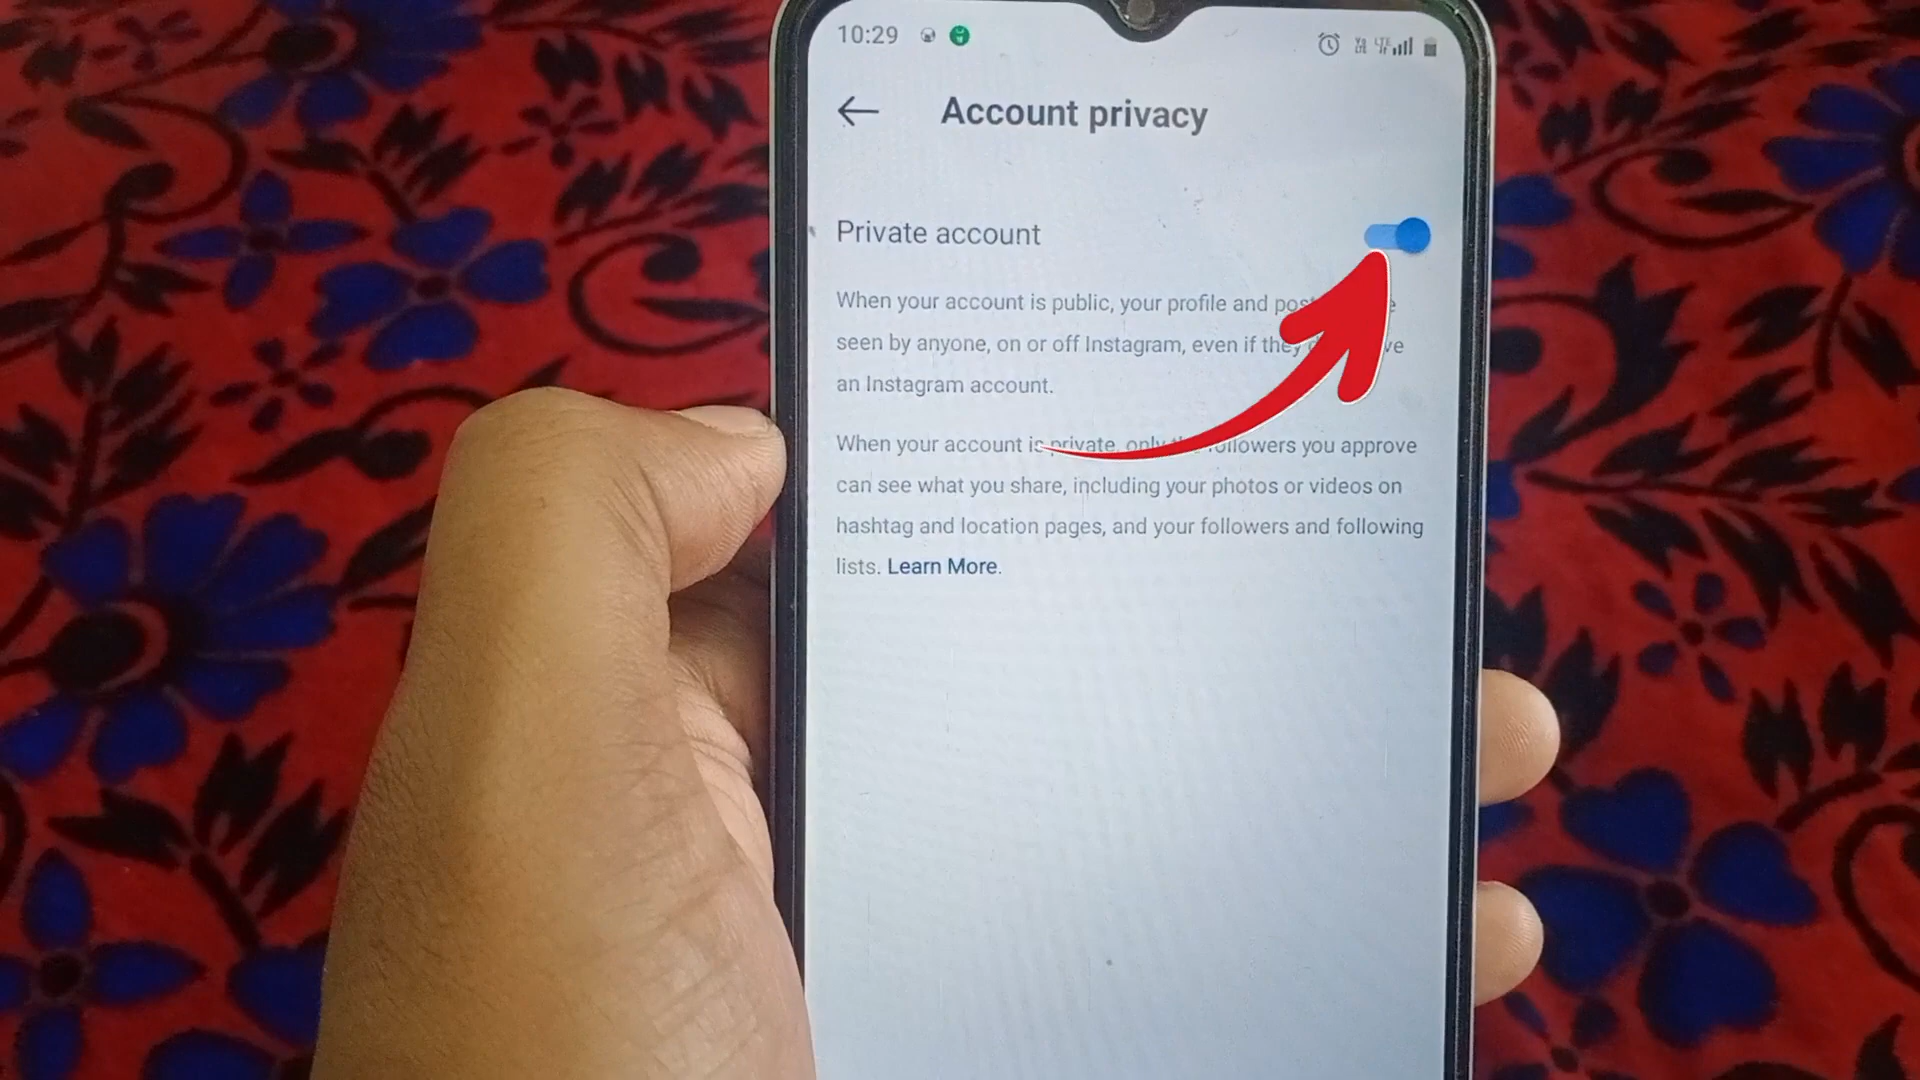 10:29
Account privacy
Private account
When your account is public, your profile and
seen by anyone, on or off Instagram, even if they
an Instagram account.
When your account is private, only followers you approve
can see what you share, including your photos or videos on
hashtag and location pages, and your followers and following
lists. Learn More.